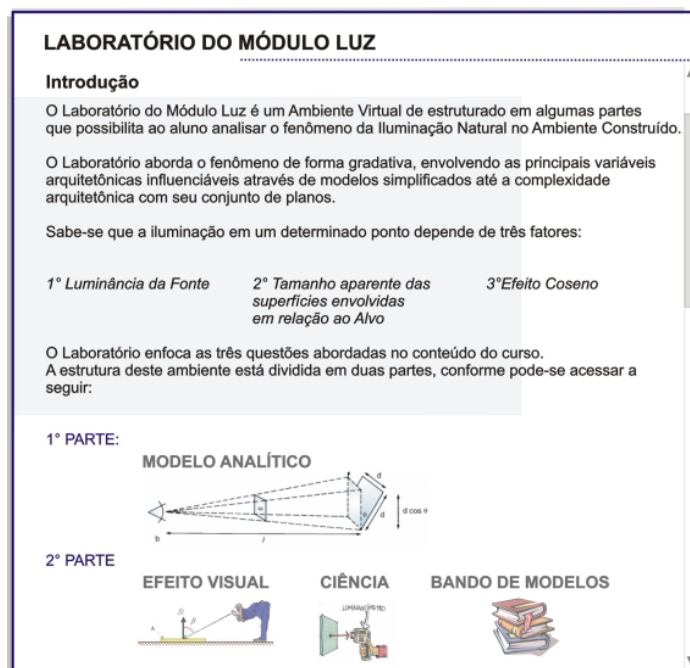 LABORATÓRIO DO MÓDULO LUZ
Introdução
O Laboratório do Módulo Luz é um Ambiente Virtual de estruturado em algumas partes
que possibilita ao aluno analisar o fenômeno da Iluminação Natural no Ambiente Construído.
O Laboratório aborda o fenômeno de forma gradativa, envolvendo as principais variáveis
arquitetônicas influenciáveis através de modelos simplificados até a complexidade
arquitetônica com seu conjunto de planos.
Sabe-se que a iluminação em um determinado ponto depende de três fatores:
1° Luminância da Fonte
2° Tamanho aparente das
superfícies envolvidas
em relação ao Alvo
3°Efeito Coseno
O Laboratório enfoca as três questões abordadas no conteúdo do curso.
A estrutura deste ambiente está dividida em duas partes, conforme pode-se acessar a
seguir:
1° PARTE:
MODELO ANALÍTICO
d
d
d cos θ
b
l
2° PARTE
EFEITO VISUAL
CIÊNCIA
BANDO DE MODELOS
A